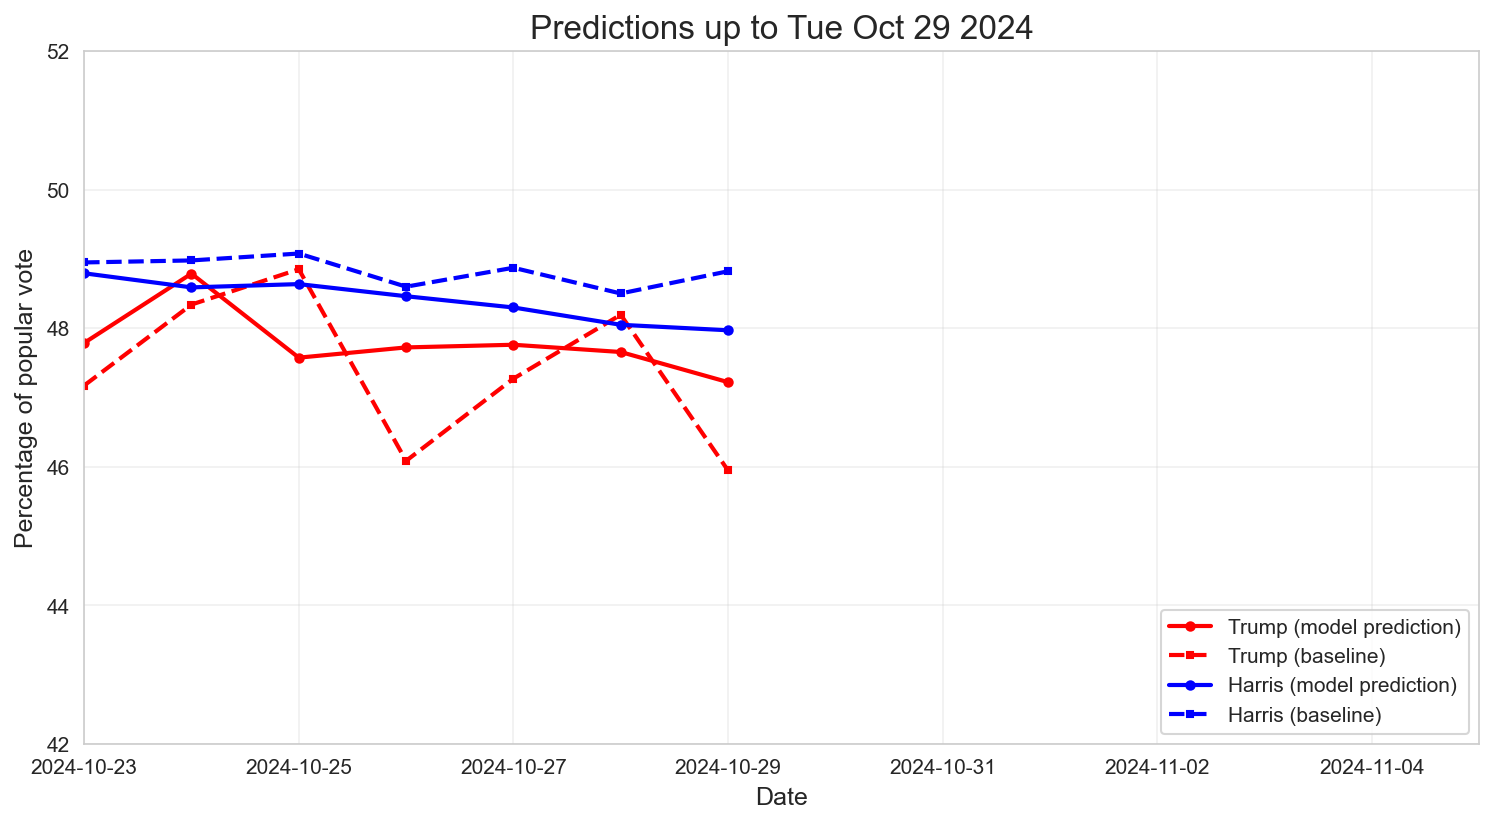 Predictions up to Tue Oct 29 2024
Percentage of popular vote
52
50
48
46
44
42
2024-10-23
2024-10-25
2024-10-27
2024-10-29
2024-10-31
2024-11-02
2024-11-04
Date
Trump (model prediction)
Trump (baseline)
Harris (model prediction)
Harris (baseline)